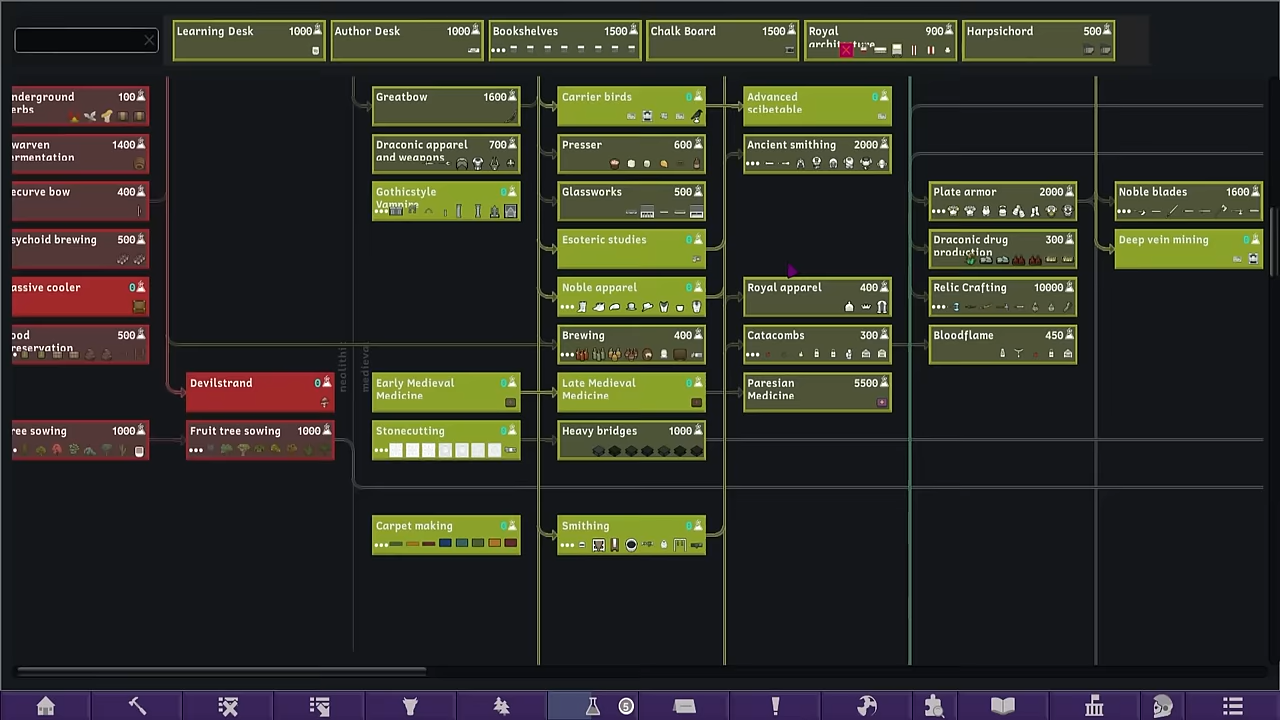 Learning Desk 1000
Author Desk 1000
Bookshelves 1500
Chalk Board 1500
Royal 900
architecture
Harpsichord 500
nderground 100
erbs
warven 1400
ermentation
ecurve bow 400
sychoid brewing 500
assive cooler 0
ood 500
reservation
ree sowing 1000
Devilstrand 0
Fruit tree sowing 1000
neolithi
medieval
Greatbow 1600
Draconic apparel 700
and weapons
Gothicstyle 0
Vampire
Early Medieval 0
Medicine
Stonecutting 0
Carpet making 0
Carrier birds 0
Presser 600
Glassworks 500
Esoteric studies 0
Noble apparel 0
Brewing 400
Late Medieval 0
Medicine
Heavy bridges 1000
Smithing 0
Advanced 0
scibetable
Ancient smithing 2000
Royal apparel 400
Catacombs 300
Paresian 5500
Medicine
Plate armor 2000
Draconic drug 300
production
Relic Crafting 10000
Bloodflame 450
Noble blades 1600
Deep vein mining 0
5